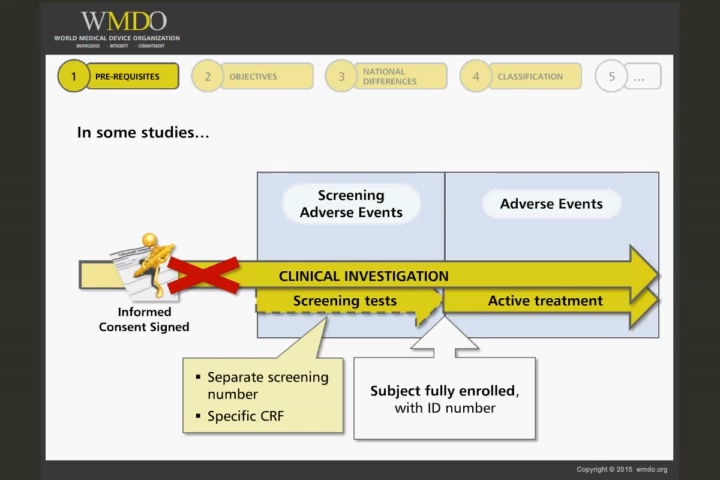 WMDO
WORLD MEDICAL DEVICE ORGANIZATION
KNOWLEDGE · INTEGRITY · COMMITMENT
1 PRE-REQUISITES
2 OBJECTIVES
3 NATIONAL
DIFFERENCES
4 CLASSIFICATION
5 ...
In some studies...
Screening
Adverse Events
Adverse Events
CLINICAL INVESTIGATION
Screening tests
Active treatment
Informed
Consent Signed
▪ Separate screening
number
▪ Specific CRF
Subject fully enrolled,
with ID number
Copyright © 2015 wmdo.org